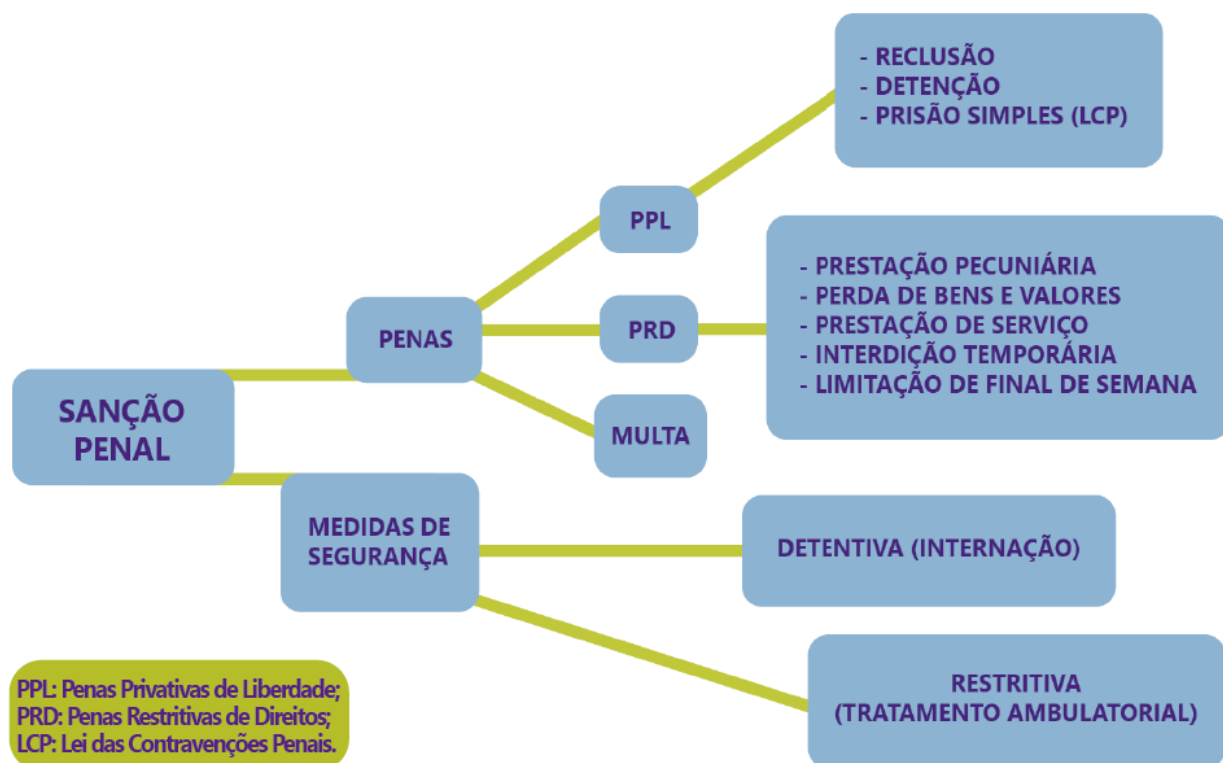 - RECLUSÃO
- DETENÇÃO
- PRISÃO SIMPLES (LCP)
PPL
- PRESTAÇÃO PECUNIÁRIA
- PERDA DE BENS E VALORES
- PRESTAÇÃO DE SERVIÇO
- INTERDIÇÃO TEMPORÁRIA
- LIMITAÇÃO DE FINAL DE SEMANA
PENAS
PRD
SANÇÃO
PENAL
MULTA
MEDIDAS DE
SEGURANÇA
DETENTIVA (INTERNAÇÃO)
RESTRITIVA
(TRATAMENTO AMBULATORIAL)
PPL: Penas Privativas de Liberdade;
PRD: Penas Restritivas de Direitos;
LCP: Lei das Contravenções Penais.